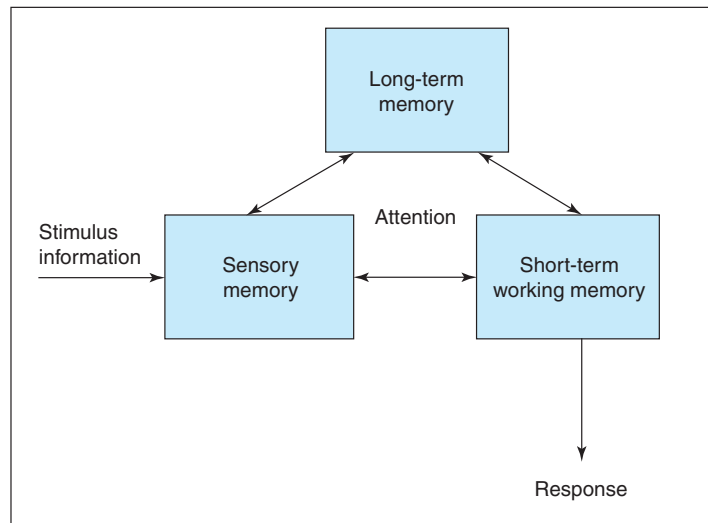 Long-term
memory
Attention
Stimulus
information
Sensory
memory
Short-term
working memory
Response